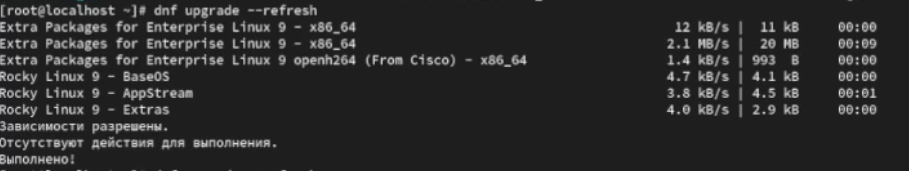 [root@localhost ~]# dnf upgrade --refresh
Extra Packages for Enterprise Linux 9 - x86_64 12 kB/s | 11 kB 00:00
Extra Packages for Enterprise Linux 9 - x86_64 2.1 MB/s | 20 MB 00:09
Extra Packages for Enterprise Linux 9 openh264 (From Cisco) - x86_64 1.4 kB/s | 993 B 00:00
Rocky Linux 9 - BaseOS 4.7 kB/s | 4.1 kB 00:00
Rocky Linux 9 - AppStream 3.8 kB/s | 4.5 kB 00:01
Rocky Linux 9 - Extras 4.0 kB/s | 2.9 kB 00:00
Зависимости разрешены.
Отсутствуют действия для выполнения.
Выполнено!